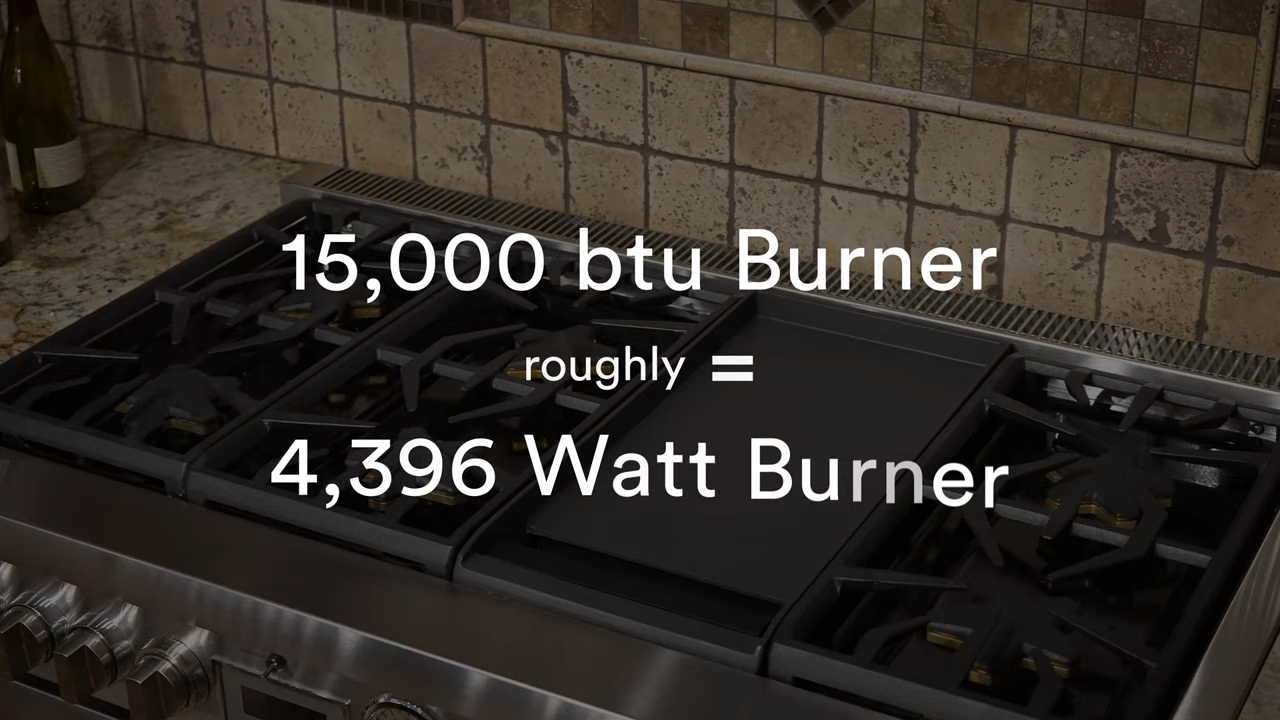 15,000 btu Burner
roughly =
4,396 Watt Burner